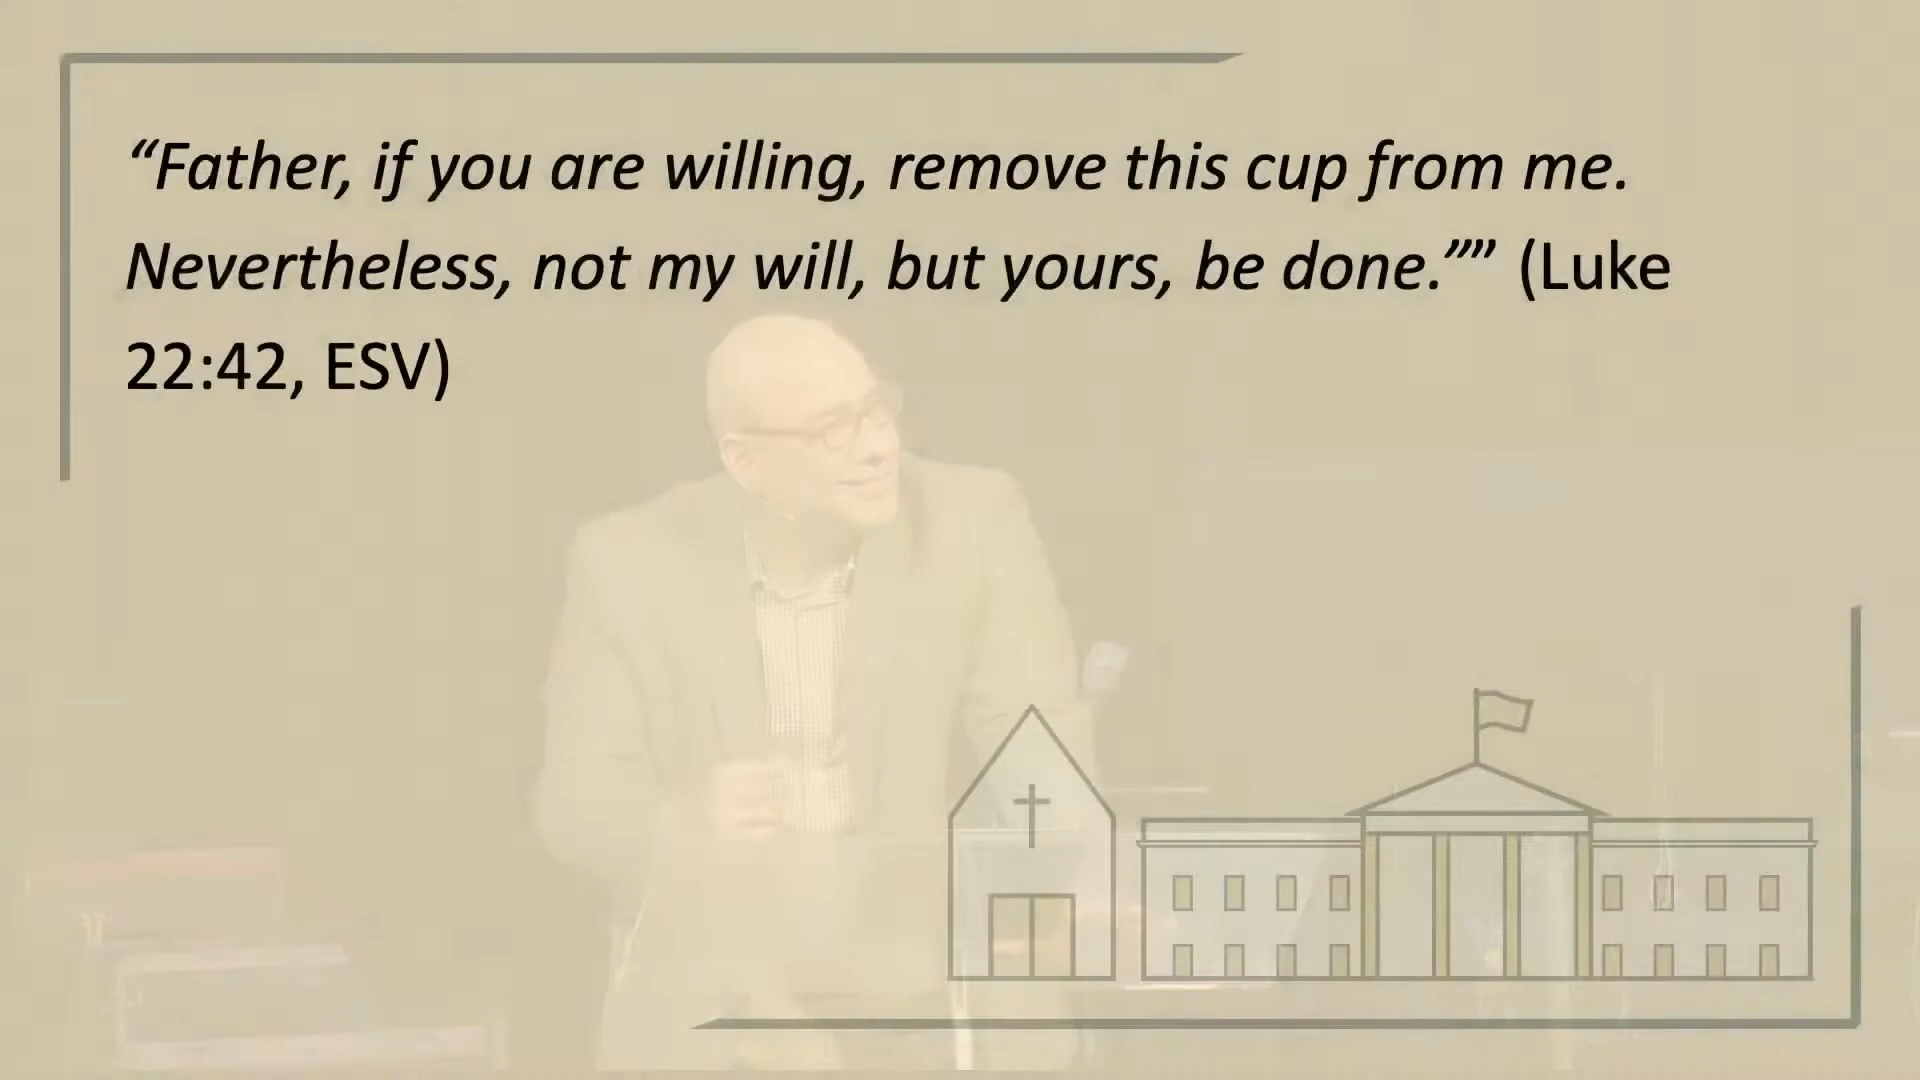 “Father, if you are willing, remove this cup from me.
Nevertheless, not my will, but yours, be done.”” (Luke
22:42, ESV)